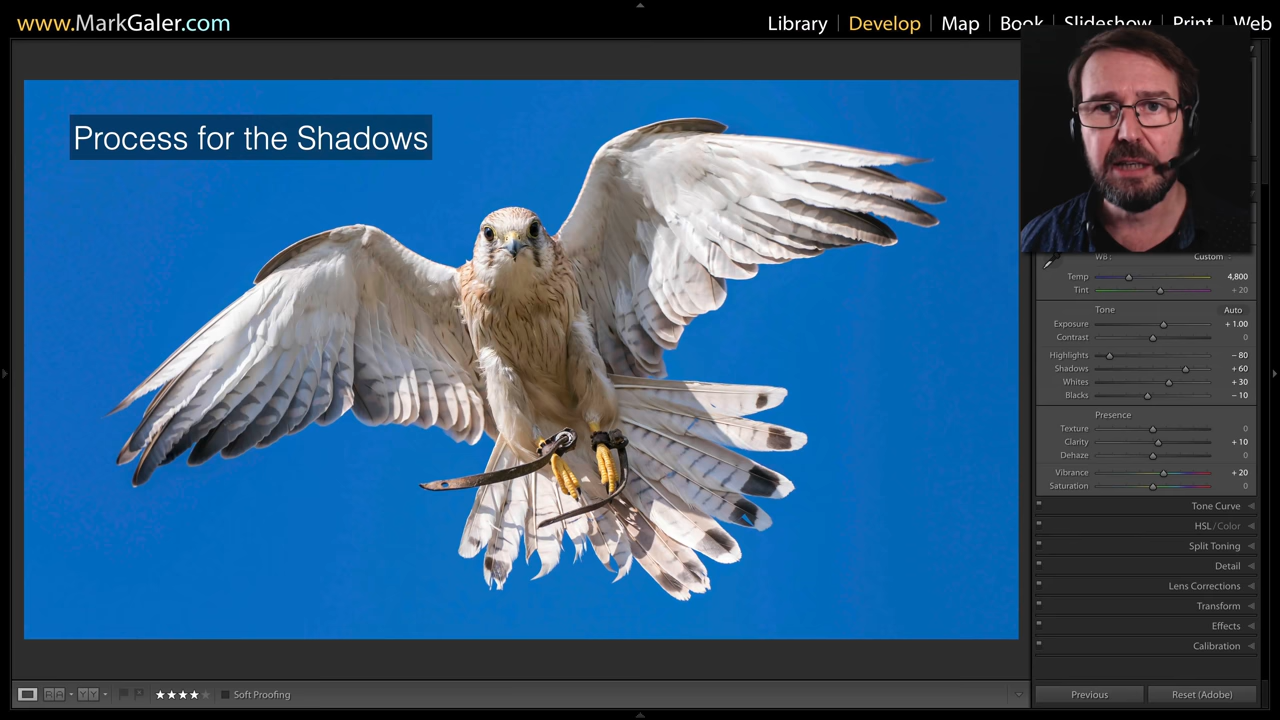 www.MarkGaler.com
Library | Develop | Map | Book | Slideshow | Print | Web
Process for the Shadows
WB: Custom
Temp 4,800
Tint + 20
Tone Auto
Exposure + 1.00
Contrast 0
Highlights – 80
Shadows + 60
Whites + 30
Blacks – 10
Presence
Texture 0
Clarity + 10
Dehaze 0
Vibrance + 20
Saturation 0
Tone Curve
HSL / Color
Split Toning
Detail
Lens Corrections
Transform
Effects
Calibration
RA YY Soft Proofing Previous Reset (Adobe)